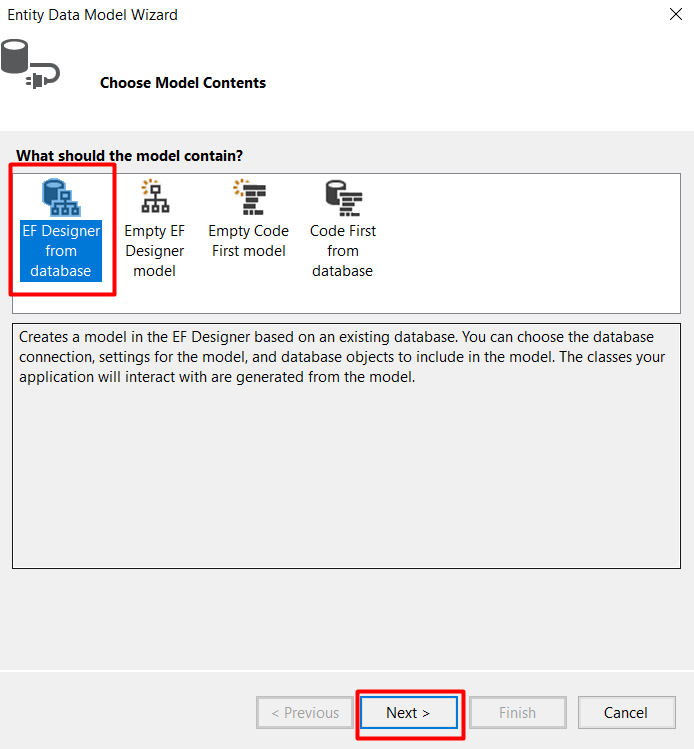 Entity Data Model Wizard
Choose Model Contents
What should the model contain?
EF Designer
from
database
Empty EF
Designer
model
Empty Code
First model
Code First
from
database
Creates a model in the EF Designer based on an existing database. You can choose the database
connection, settings for the model, and database objects to include in the model. The classes your
application will interact with are generated from the model.
< Previous
Next >
Finish
Cancel